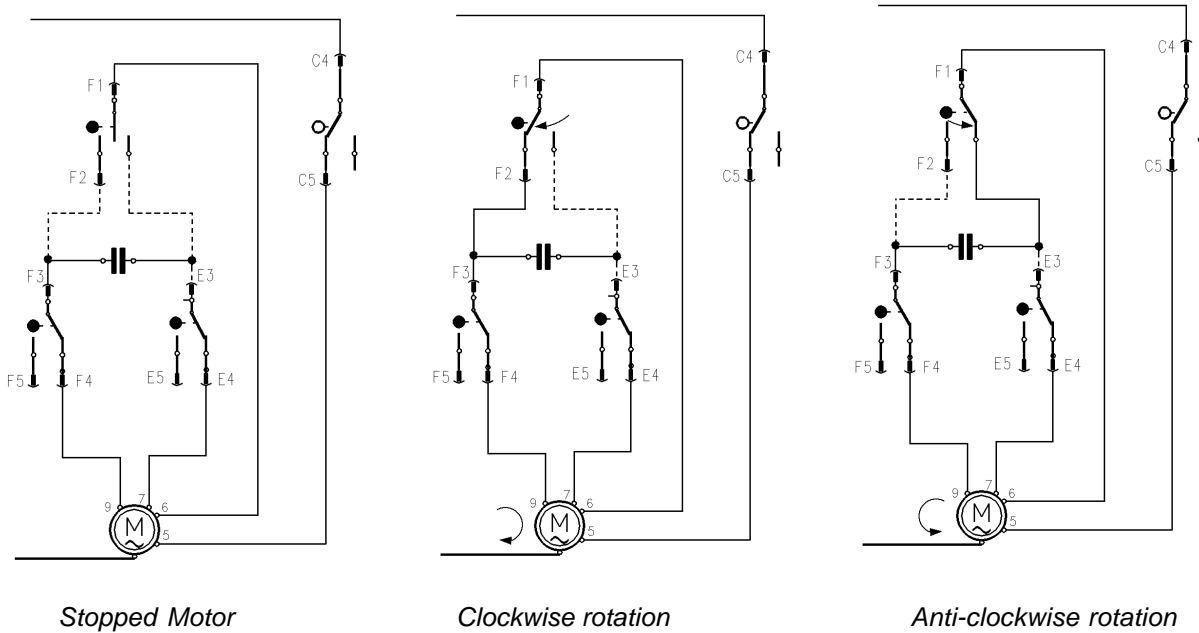 C4
F1
F2
C5
F3
E3
F5
F4
E5
E4
9
7
6
5
M
Stopped Motor
C4
F1
F2
C5
F3
E3
F5
F4
E5
E4
9
7
6
5
M
Clockwise rotation
C4
F1
F2
C5
F3
E3
F5
F4
E5
E4
9
7
6
5
M
Anti-clockwise rotation